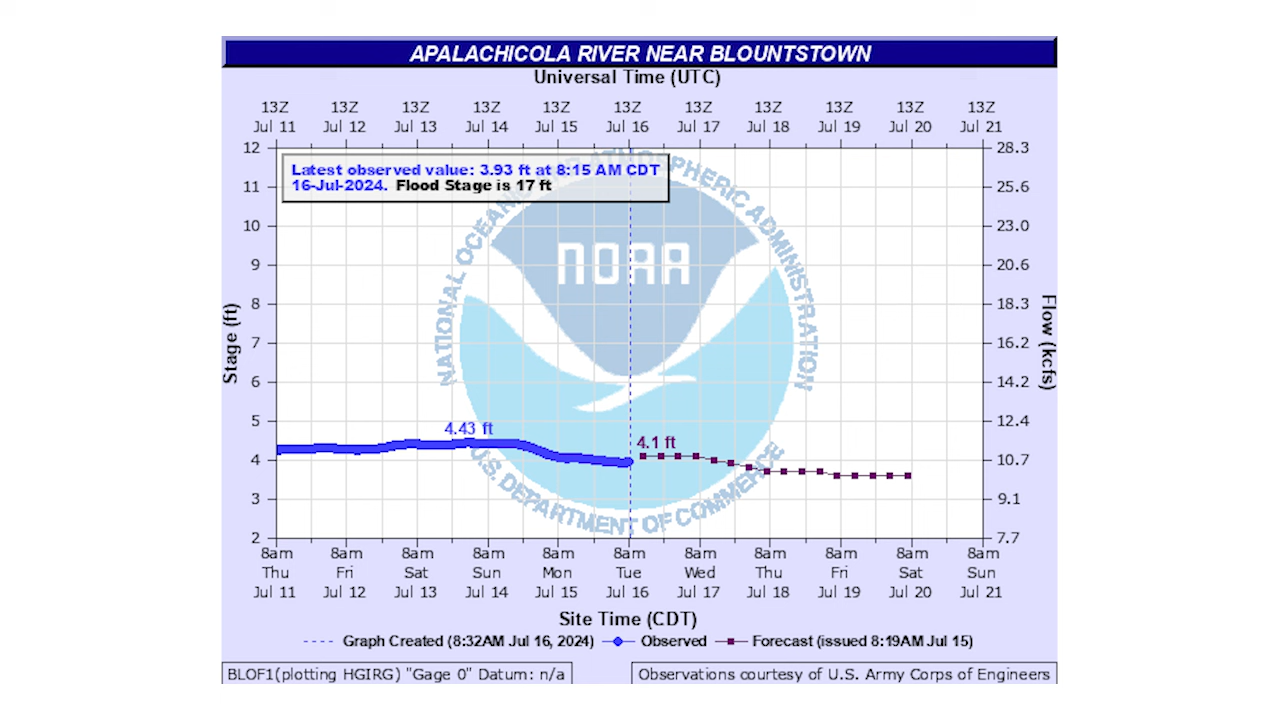 APALACHICOLA RIVER NEAR BLOUNTSTOWN
Universal Time (UTC)
13Z 13Z 13Z 13Z 13Z 13Z 13Z 13Z 13Z 13Z 13Z
Jul 11 Jul 12 Jul 13 Jul 14 Jul 15 Jul 16 Jul 17 Jul 18 Jul 19 Jul 20 Jul 21
Latest observed value: 3.93 ft at 8:15 AM CDT
16-Jul-2024. Flood Stage is 17 ft
12 28.3
11 25.6
10 23.0
9 20.6
8 18.3
7 16.2
6 14.2
5 12.4
4 10.7
3 9.1
2 7.7
Stage (ft)
Flow (kcfs)
NATIONAL OCEANIC AND ATMOSPHERIC ADMINISTRATION
NOAA
U.S. DEPARTMENT OF COMMERCE
4.43 ft
4.1 ft
8am 8am 8am 8am 8am 8am 8am 8am 8am 8am 8am
Thu Fri Sat Sun Mon Tue Wed Thu Fri Sat Sun
Jul 11 Jul 12 Jul 13 Jul 14 Jul 15 Jul 16 Jul 17 Jul 18 Jul 19 Jul 20 Jul 21
Site Time (CDT)
Graph Created (8:32AM Jul 16, 2024) Observed Forecast (issued 8:19AM Jul 15)
BLOF1(plotting HGIRG) "Gage 0" Datum: n/a
Observations courtesy of U.S. Army Corps of Engineers